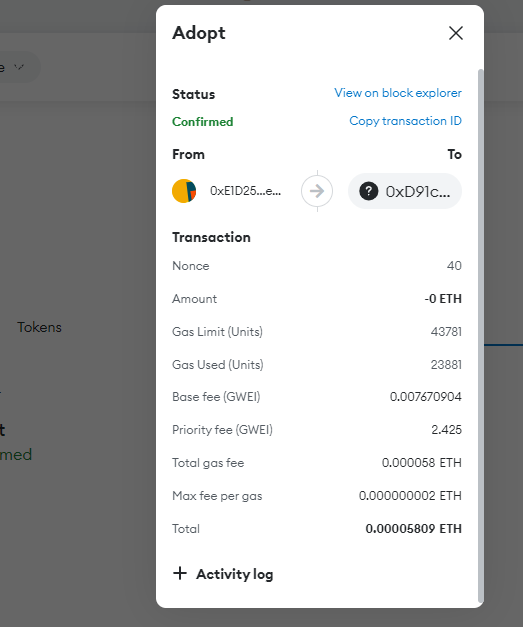 Adopt
Status
View on block explorer
Confirmed
Copy transaction ID
From
To
0xE1D25...e...
0xD91c...
Transaction
Nonce
40
Amount
-0 ETH
Gas Limit (Units)
43781
Gas Used (Units)
23881
Base fee (GWEI)
0.007670904
Priority fee (GWEI)
2.425
Total gas fee
0.000058 ETH
Max fee per gas
0.000000002 ETH
Total
0.00005809 ETH
+ Activity log
Tokens